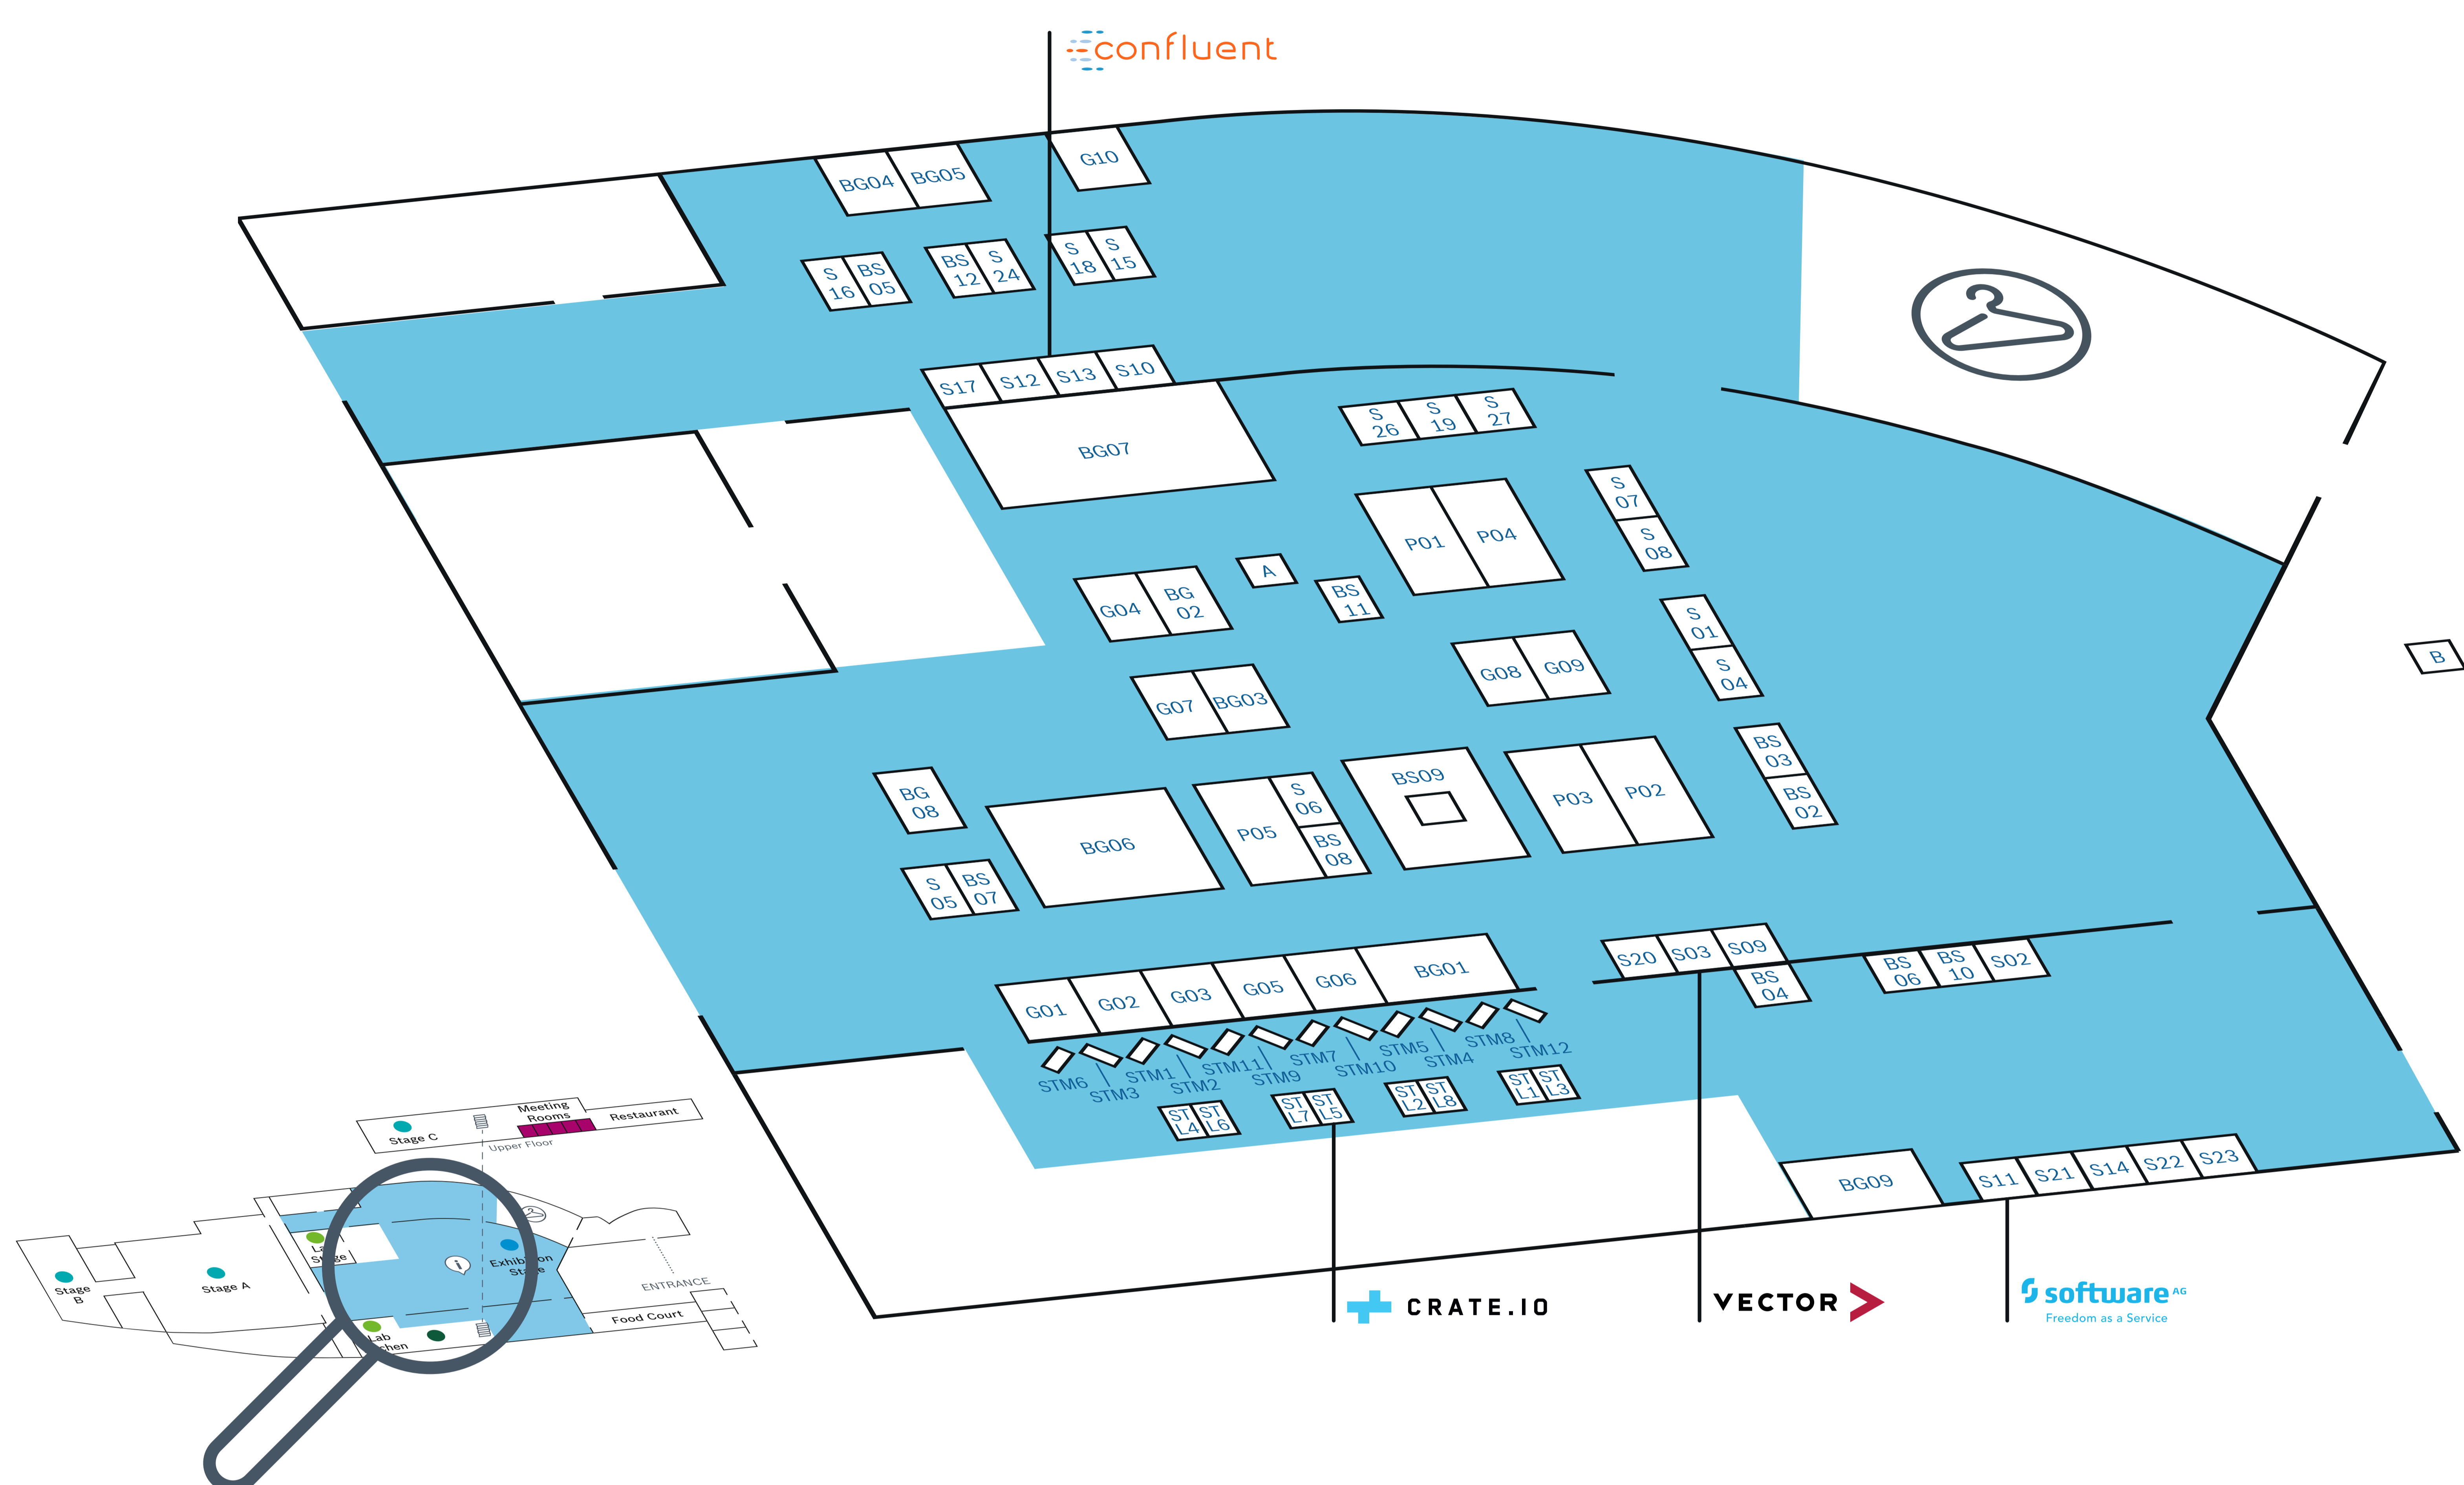 confluent
G10
BG04
BG05
S
18
S
15
BS
12
S
24
S
16
BS
05
S17
S12
S13
S10
BG07
S
26
S
19
S
27
P01
P04
S
07
S
08
G04
BG
02
A
BS
11
S
01
S
04
G08
G09
B
G07
BG03
BS
03
BS
02
BG
08
BG06
P05
S
06
BS
08
BS09
P03
P02
S
05
BS
07
G01
G02
G03
G05
G06
BG01
S20
S03
S09
BS
04
BS
06
BS
10
S02
STM6
STM3
STM1
STM2
STM11
STM9
STM7
STM10
STM5
STM4
STM8
STM12
ST
L4
ST
L6
ST
L7
ST
L5
ST
L2
ST
L8
ST
L1
ST
L3
BG09
S11
S21
S14
S22
S23
CRATE.IO
VECTOR
software AG
Freedom as a Service
Stage C
Meeting
Rooms
Restaurant
Upper Floor
Stage
B
Stage A
La
Stage
i
Exhibition
Stage
ENTRANCE
Food Court
Lab
chen